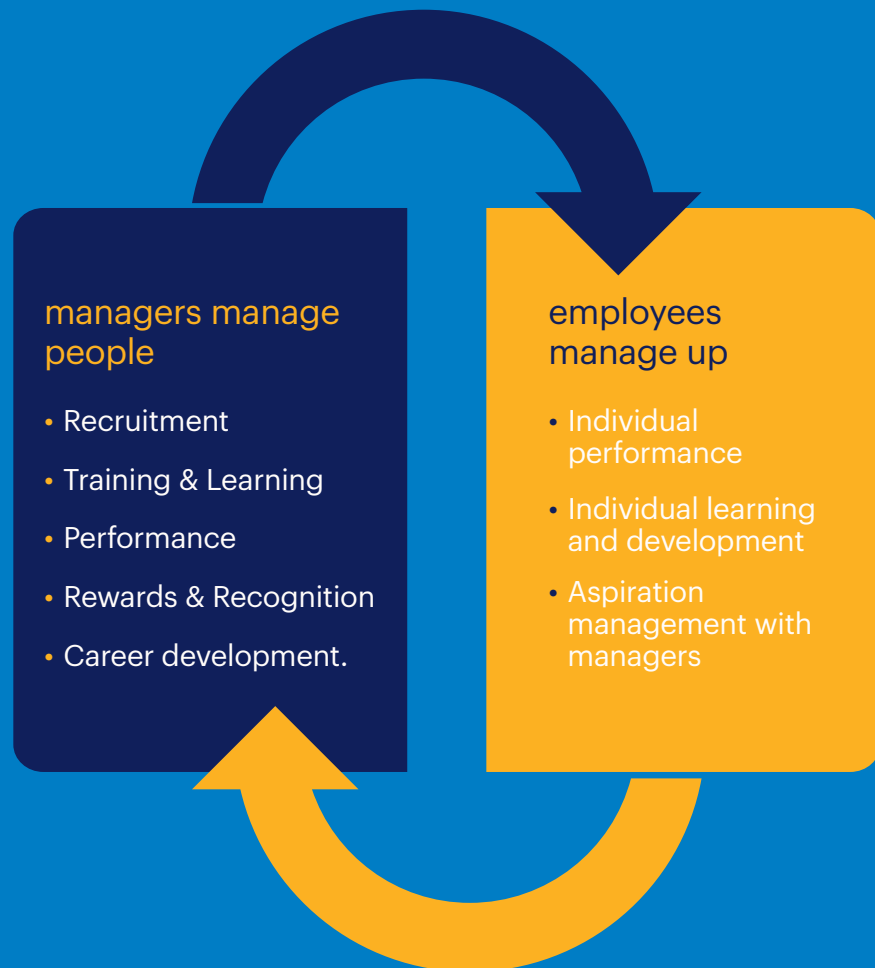 managers manage
people
• Recruitment
• Training & Learning
• Performance
• Rewards & Recognition
• Career development.
employees
manage up
• Individual
performance
• Individual learning
and development
• Aspiration
management with
managers